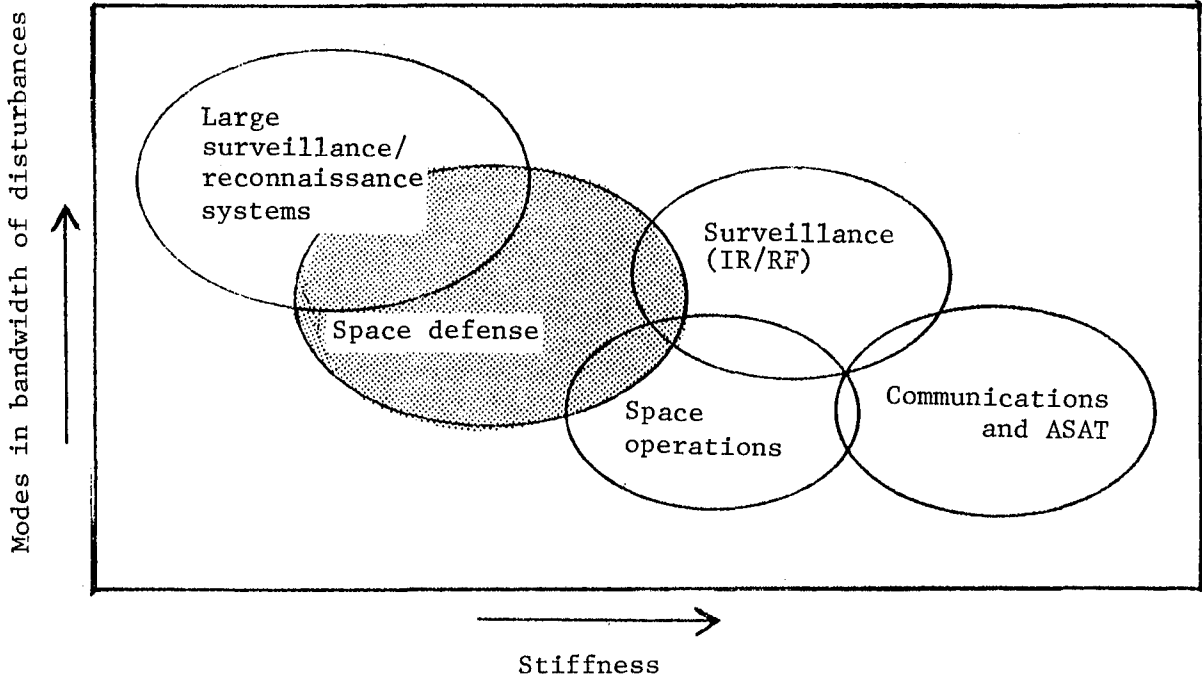 Modes in bandwidth of disturbances
Large
surveillance/
reconnaissance
systems
Surveillance
(IR/RF)
Space defense
Space
operations
Communications
and ASAT
Stiffness